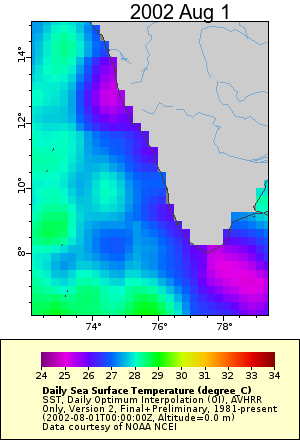 2002 Aug 1
14°
12°
10°
8°
74° 76° 78°
24 25 26 27 28 29 30 31 32 33 34
Daily Sea Surface Temperature (degree_C)
SST, Daily Optimum Interpolation (OI), AVHRR
Only, Version 2, Final+Preliminary, 1981-present
(2002-08-01T00:00:00Z, Altitude=0.0 m)
Data courtesy of NOAA NCEI